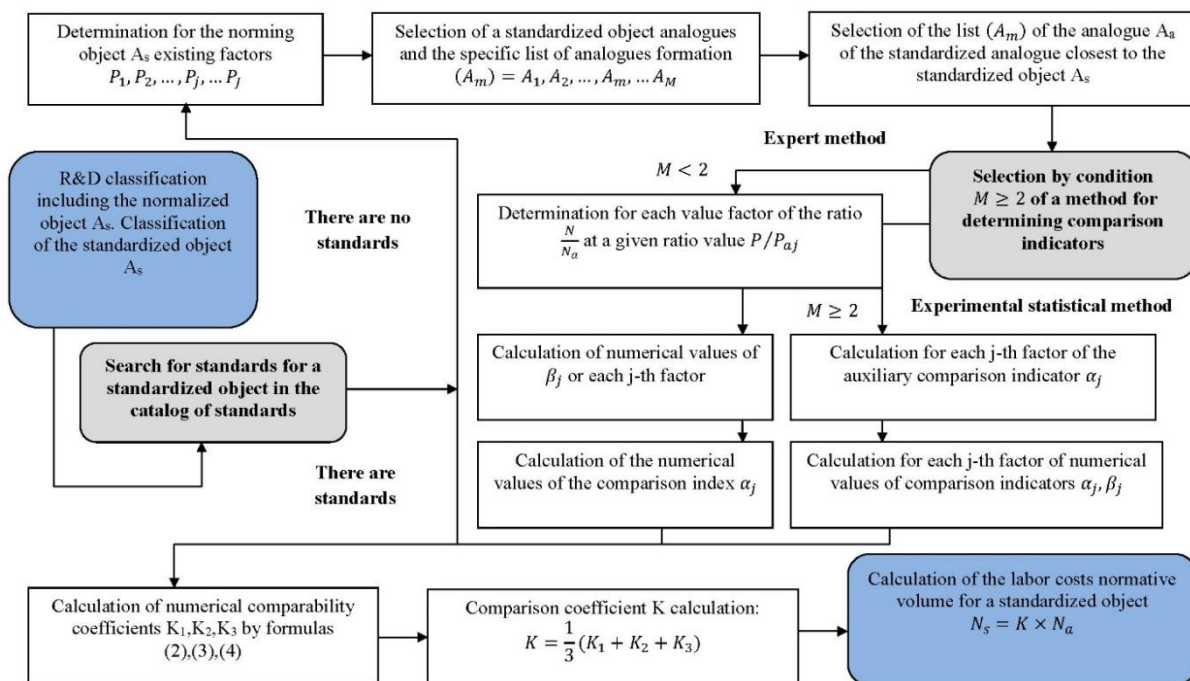 Determination for the norming
object Aₛ existing factors
P₁, P₂, … , Pⱼ, … P_J
Selection of a standardized object analogues
and the specific list of analogues formation
(Aₘ) = A₁, A₂, … , Aₘ, … A_M
Selection of the list (Aₘ) of the analogue Aₐ
of the standardized analogue closest to the
standardized object Aₛ
Expert method
M < 2
R&D classification
including the normalized
object Aₛ. Classification
of the standardized object
Aₛ
There are no
standards
Determination for each value factor of the ratio
N/Nₐ at a given ratio value P/Pₐⱼ
Selection by condition
M ≥ 2 of a method for
determining comparison
indicators
M ≥ 2
Experimental statistical method
Search for standards for a
standardized object in the
catalog of standards
Calculation of numerical values of
βⱼ or each j-th factor
Calculation for each j-th factor of the
auxiliary comparison indicator αⱼ
There are
standards
Calculation of the numerical
values of the comparison index αⱼ
Calculation for each j-th factor of numerical
values of comparison indicators αⱼ, βⱼ
Calculation of numerical comparability
coefficients K₁,K₂,K₃ by formulas
(2),(3),(4)
Comparison coefficient K calculation:
K = 1/3 (K₁ + K₂ + K₃)
Calculation of the labor costs normative
volume for a standardized object
Nₛ = K × Nₐ